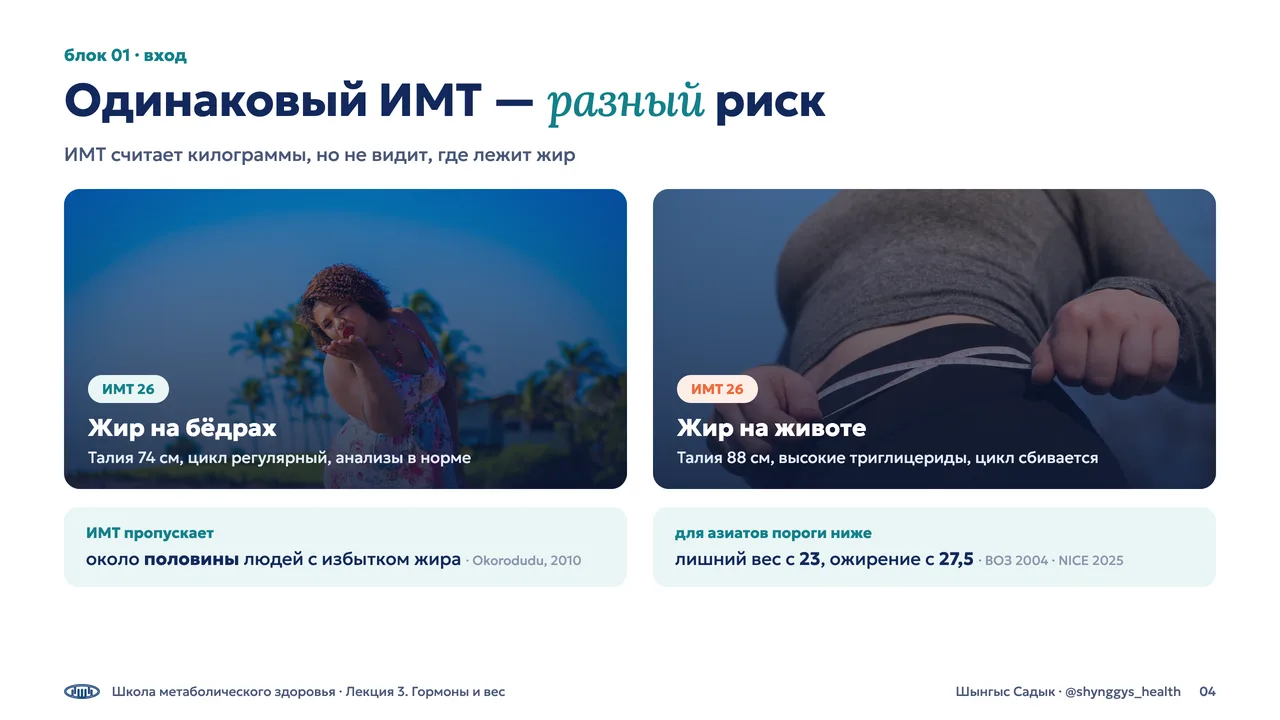 блок 01 · вход
Одинаковый ИМТ — разный риск
ИМТ считает килограммы, но не видит, где лежит жир
ИМТ 26
Жир на бёдрах
Талия 74 см, цикл регулярный, анализы в норме
ИМТ 26
Жир на животе
Талия 88 см, высокие триглицериды, цикл сбивается
ИМТ пропускает
около половины людей с избытком жира · Okorodudu, 2010
для азиатов пороги ниже
лишний вес с 23, ожирение с 27,5 · ВОЗ 2004 · NICE 2025
Школа метаболического здоровья · Лекция 3. Гормоны и вес
Шынгыс Садык · @shynggys_health 04